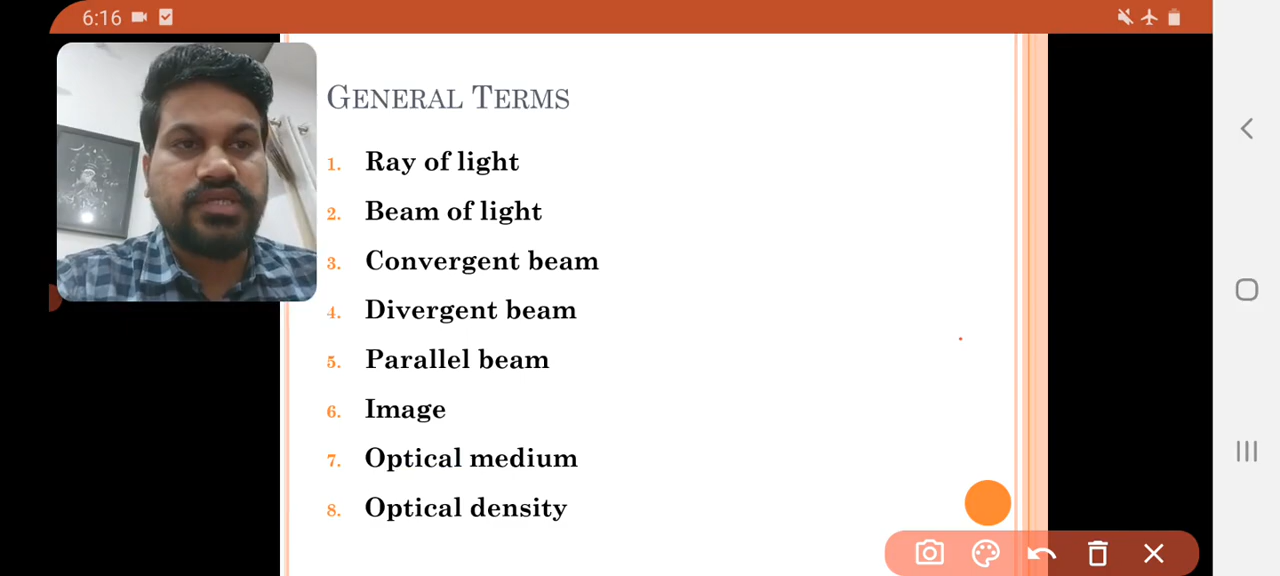 6:16
GENERAL TERMS
1. Ray of light
2. Beam of light
3. Convergent beam
4. Divergent beam
5. Parallel beam
6. Image
7. Optical medium
8. Optical density